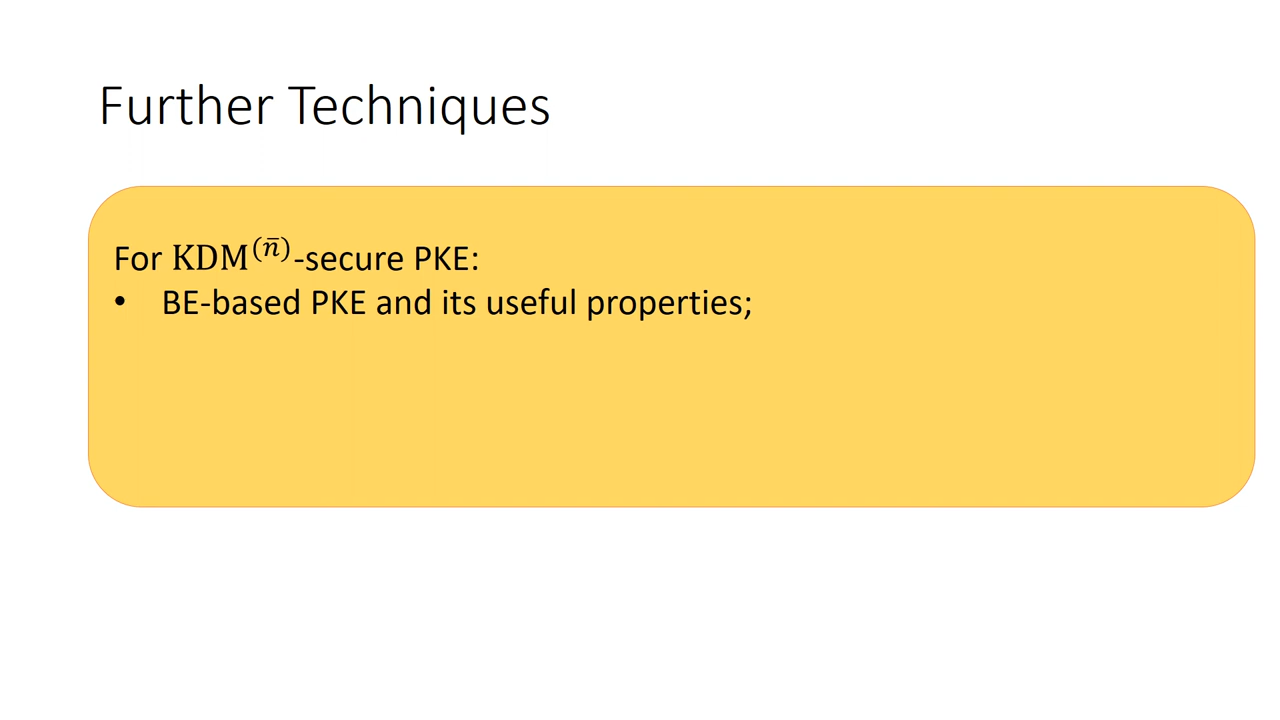 Further Techniques
For KDM^(n̅)-secure PKE:
• BE-based PKE and its useful properties;